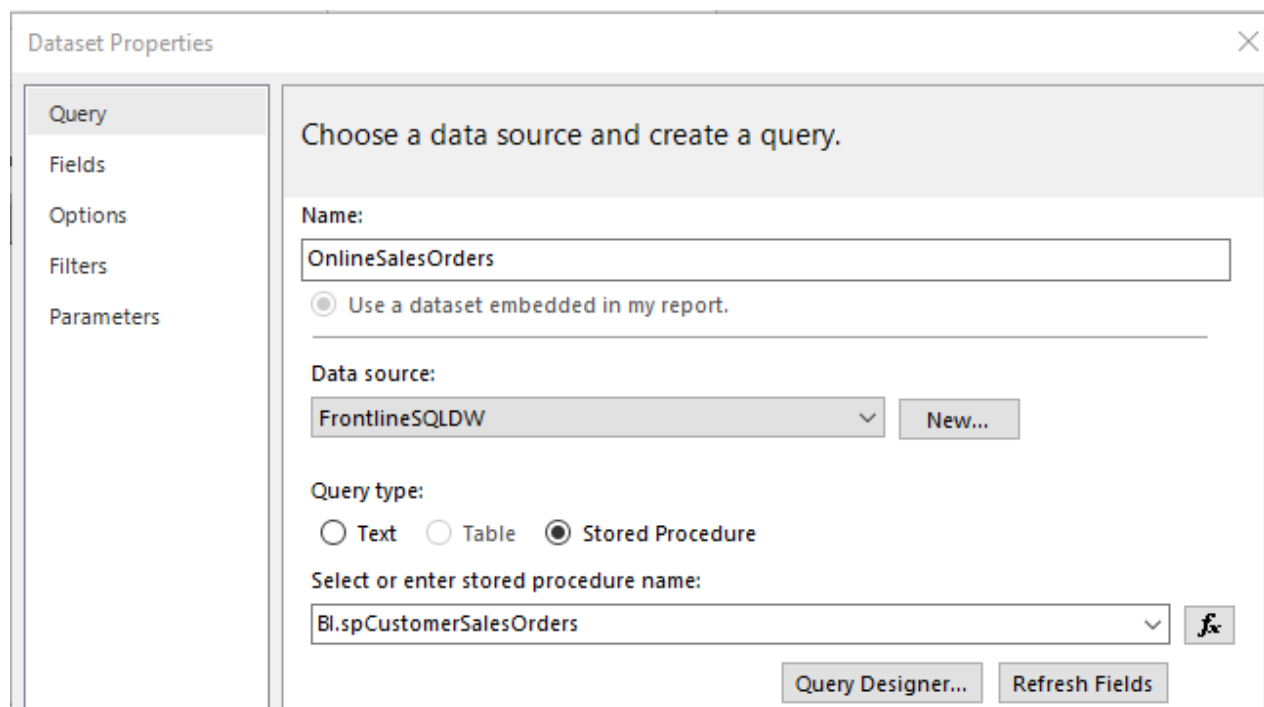 Dataset Properties
Query
Fields
Options
Filters
Parameters
Choose a data source and create a query.
Name:
OnlineSalesOrders
Use a dataset embedded in my report.
Data source:
FrontlineSQLDW
New...
Query type:
Text Table Stored Procedure
Select or enter stored procedure name:
BI.spCustomerSalesOrders
fx
Query Designer... Refresh Fields